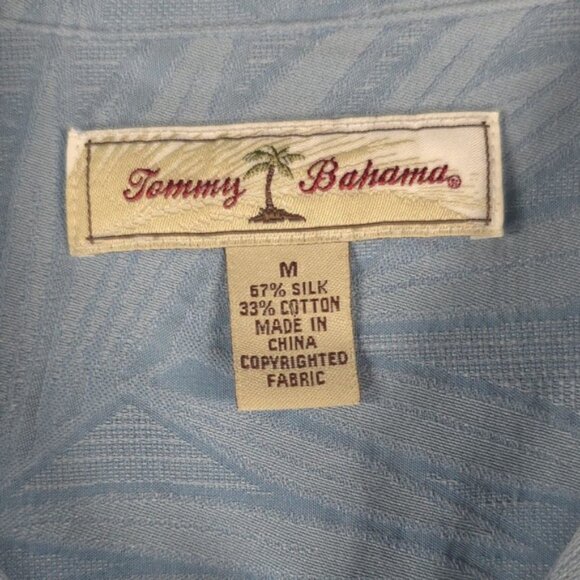 Tommy Bahama®
M
67% SILK
33% COTTON
MADE IN
CHINA
COPYRIGHTED
FABRIC